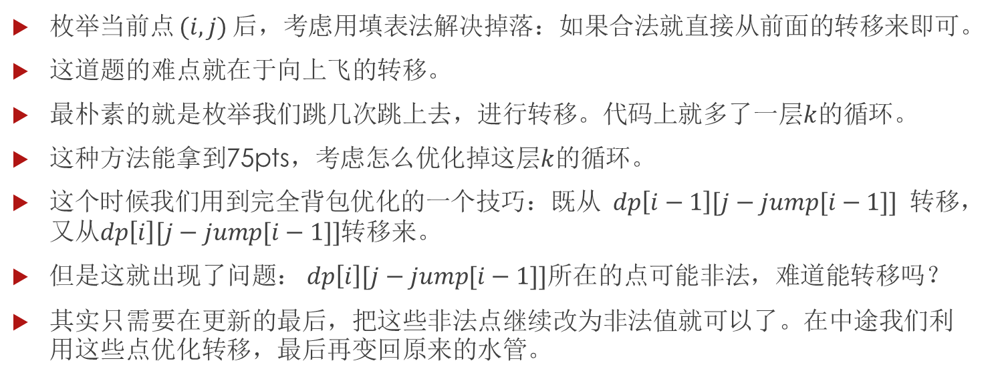 枚举当前点 (i, j) 后，考虑用填表法解决掉落：如果合法就直接从前面的转移来即可。
这道题的难点就在于向上飞的转移。
最朴素的就是枚举我们跳几次跳上去，进行转移。代码上就多了一层k的循环。
这种方法能拿到75pts，考虑怎么优化掉这层k的循环。
这个时候我们用到完全背包优化的一个技巧：既从 dp[i − 1][j − jump[i − 1]] 转移，
又从dp[i][j − jump[i − 1]]转移来。
但是这就出现了问题： dp[i][j − jump[i − 1]]所在的点可能非法，难道能转移吗？
其实只需要在更新的最后，把这些非法点继续改为非法值就可以了。在中途我们利
用这些点优化转移，最后再变回原来的水管。